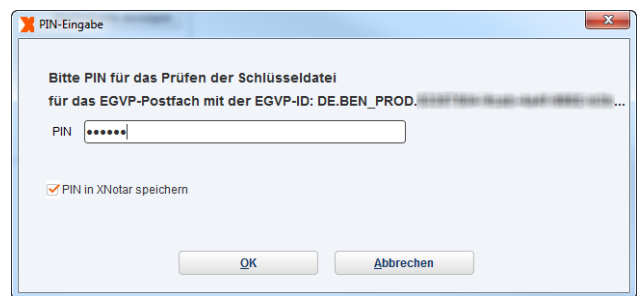 PIN-Eingabe
Bitte PIN für das Prüfen der Schlüsseldatei
für das EGVP-Postfach mit der EGVP-ID: DE.BEN_PROD. ...
PIN ••••••
PIN in XNotar speichern
OK Abbrechen